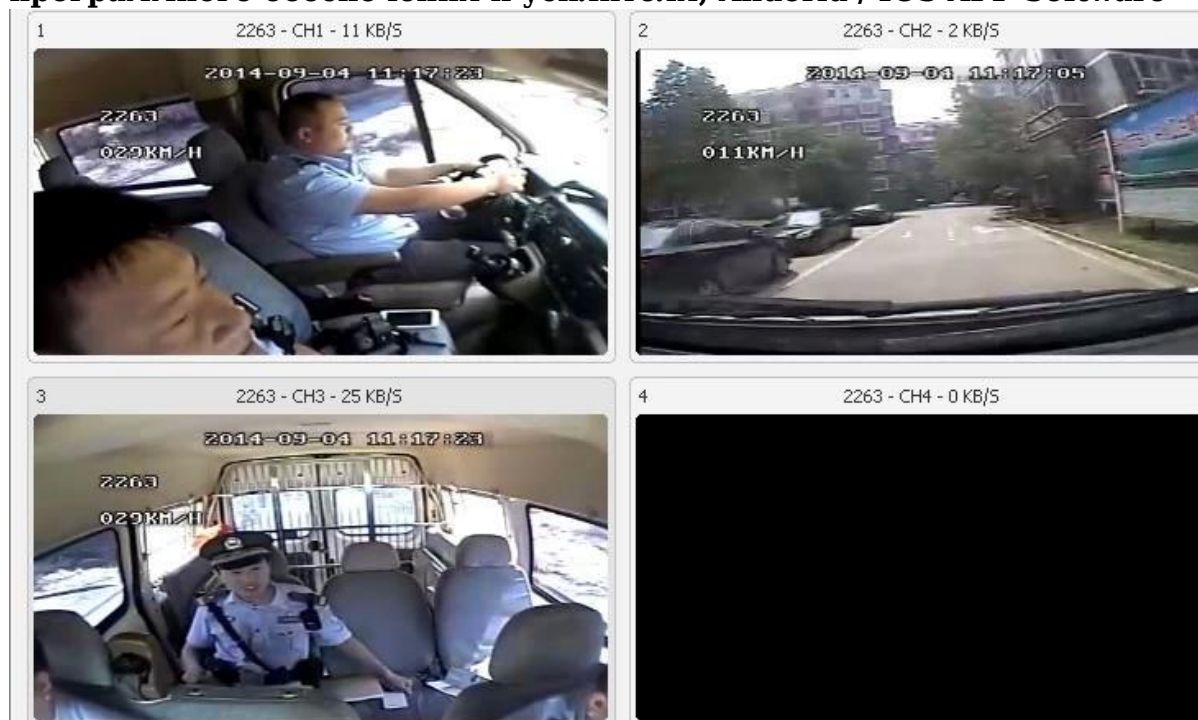 1 2263 - CH1 - 11 KB/S
2014-09-04 11:17:23
2263
029KM/H
2 2263 - CH2 - 2 KB/S
2014-09-04 11:17:05
2263
011KM/H
3 2263 - CH3 - 25 KB/S
2014-09-04 11:17:23
2263
029KM/H
4 2263 - CH4 - 0 KB/S